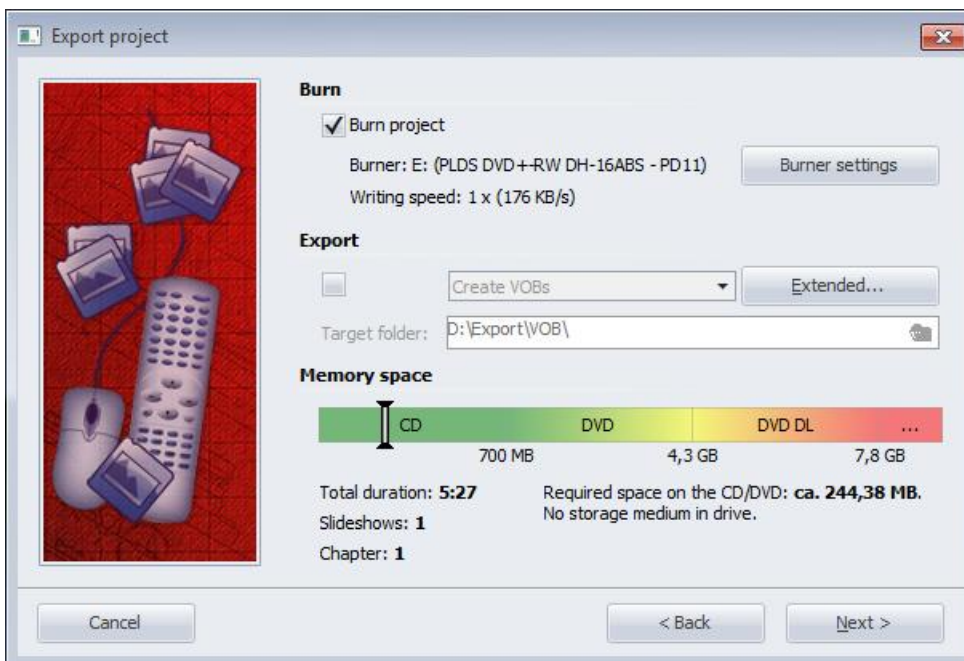 Export project
Burn
Burn project
Burner: E: (PLDS DVD+-RW DH-16ABS - PD11)
Burner settings
Writing speed: 1 x (176 KB/s)
Export
Create VOBs
Extended...
Target folder:
D:\Export\VOB\
Memory space
CD DVD DVD DL ...
700 MB 4,3 GB 7,8 GB
Total duration: 5:27
Required space on the CD/DVD: ca. 244,38 MB.
No storage medium in drive.
Slideshows: 1
Chapter: 1
Cancel
< Back
Next >